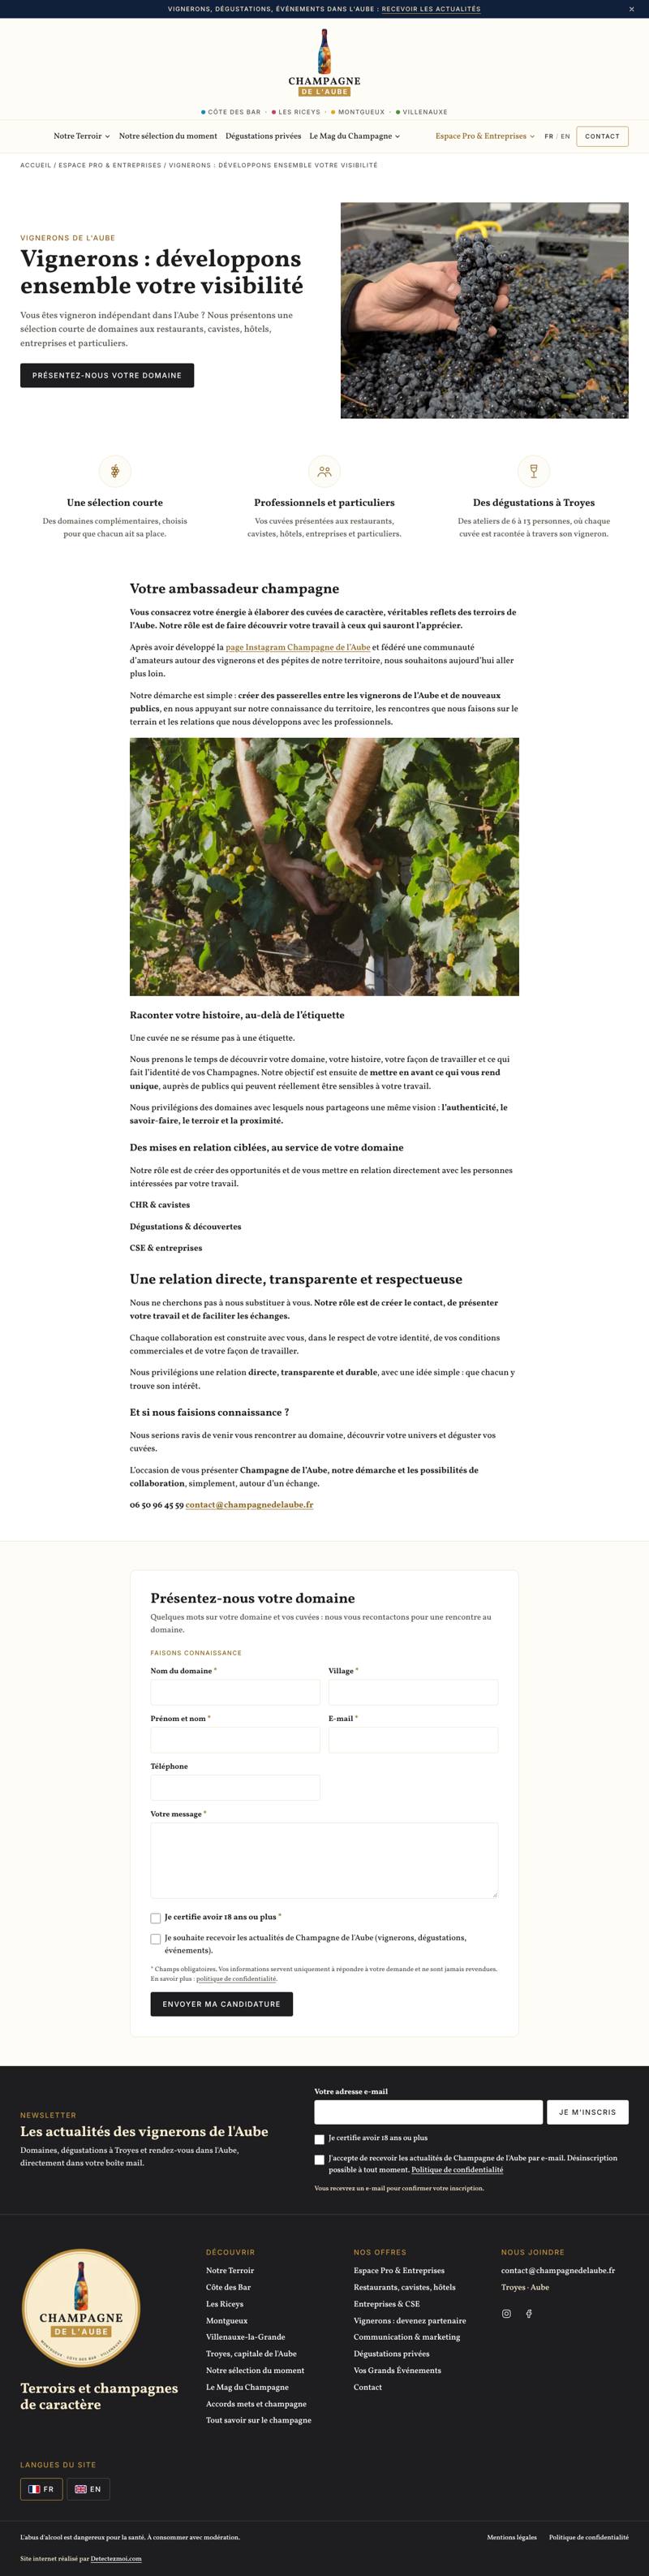 VIGNERONS, DÉGUSTATIONS, ÉVÉNEMENTS DANS L'AUBE : RECEVOIR LES ACTUALITÉS ×
CHAMPAGNE
DE L'AUBE
CÔTE DES BAR · LES RICEYS · MONTGUEUX · VILLENAUXE
Notre Terroir Notre sélection du moment Dégustations privées Le Mag du Champagne Espace Pro & Entreprises FR / EN CONTACT
ACCUEIL / ESPACE PRO & ENTREPRISES / VIGNERONS : DÉVELOPPONS ENSEMBLE VOTRE VISIBILITÉ
VIGNERONS DE L'AUBE
Vignerons : développons
ensemble votre visibilité
Vous êtes vigneron indépendant dans l'Aube ? Nous présentons une
sélection courte de domaines aux restaurants, cavistes, hôtels,
entreprises et particuliers.
PRÉSENTEZ-NOUS VOTRE DOMAINE
Une sélection courte
Des domaines complémentaires, choisis
pour que chacun ait sa place.
Professionnels et particuliers
Vos cuvées présentées aux restaurants,
cavistes, hôtels, entreprises et particuliers.
Des dégustations à Troyes
Des ateliers de 6 à 13 personnes, où chaque
cuvée est racontée à travers son vigneron.
Votre ambassadeur champagne
Vous consacrez votre énergie à élaborer des cuvées de caractère, véritables reflets des terroirs de
l'Aube. Notre rôle est de faire découvrir votre travail à ceux qui sauront l'apprécier.
Après avoir développé la page Instagram Champagne de l'Aube et fédéré une communauté
d'amateurs autour des vignerons et des pépites de notre territoire, nous souhaitons aujourd'hui aller
plus loin.
Notre démarche est simple : créer des passerelles entre les vignerons de l'Aube et de nouveaux
publics, en nous appuyant sur notre connaissance du territoire, les rencontres que nous faisons sur le
terrain et les relations que nous développons avec les professionnels.
Raconter votre histoire, au-delà de l'étiquette
Une cuvée ne se résume pas à une étiquette.
Nous prenons le temps de découvrir votre domaine, votre histoire, votre façon de travailler et ce qui
fait l'identité de vos Champagnes. Notre objectif est ensuite de mettre en avant ce qui vous rend
unique, auprès de publics qui peuvent réellement être sensibles à votre travail.
Nous privilégions des domaines avec lesquels nous partageons une même vision : l'authenticité, le
savoir-faire, le terroir et la proximité.
Des mises en relation ciblées, au service de votre domaine
Notre rôle est de créer des opportunités et de vous mettre en relation directement avec les personnes
intéressées par votre travail.
CHR & cavistes
Dégustations & découvertes
CSE & entreprises
Une relation directe, transparente et respectueuse
Nous ne cherchons pas à nous substituer à vous. Notre rôle est de créer le contact, de présenter
votre travail et de faciliter les échanges.
Chaque collaboration est construite avec vous, dans le respect de votre identité, de vos conditions
commerciales et de votre façon de travailler.
Nous privilégions une relation directe, transparente et durable, avec une idée simple : que chacun y
trouve son intérêt.
Et si nous faisions connaissance ?
Nous serions ravis de venir vous rencontrer au domaine, découvrir votre univers et déguster vos
cuvées.
L'occasion de vous présenter Champagne de l'Aube, notre démarche et les possibilités de
collaboration, simplement, autour d'un échange.
06 50 96 45 59 contact@champagnedelaube.fr
Présentez-nous votre domaine
Quelques mots sur votre domaine et vos cuvées : nous vous recontactons pour une rencontre au
domaine.
FAISONS CONNAISSANCE
Nom du domaine * Village *
Prénom et nom * E-mail *
Téléphone
Votre message *
Je certifie avoir 18 ans ou plus *
Je souhaite recevoir les actualités de Champagne de l'Aube (vignerons, dégustations,
événements).
* Champs obligatoires. Vos informations servent uniquement à répondre à votre demande et ne sont jamais revendues.
En savoir plus : politique de confidentialité.
ENVOYER MA CANDIDATURE
NEWSLETTER
Les actualités des vignerons de l'Aube
Domaines, dégustations à Troyes et rendez-vous dans l'Aube,
directement dans votre boîte mail.
Votre adresse e-mail
JE M'INSCRIS
Je certifie avoir 18 ans ou plus
J'accepte de recevoir les actualités de Champagne de l'Aube par e-mail. Désinscription
possible à tout moment. Politique de confidentialité
Vous recevrez un e-mail pour confirmer votre inscription.
CHAMPAGNE
DE L'AUBE
MONTGUEUX · CÔTE DES BAR · VILLENAUXE
Terroirs et champagnes
de caractère
DÉCOUVRIR
Notre Terroir
Côte des Bar
Les Riceys
Montgueux
Villenauxe-la-Grande
Troyes, capitale de l'Aube
Notre sélection du moment
Le Mag du Champagne
Accords mets et champagne
Tout savoir sur le champagne
NOS OFFRES
Espace Pro & Entreprises
Restaurants, cavistes, hôtels
Entreprises & CSE
Vignerons : devenez partenaire
Communication & marketing
Dégustations privées
Vos Grands Événements
Contact
NOUS JOINDRE
contact@champagnedelaube.fr
Troyes · Aube
LANGUES DU SITE
FR EN
L'abus d'alcool est dangereux pour la santé. À consommer avec modération.
Mentions légales Politique de confidentialité
Site internet réalisé par Detectezmoi.com